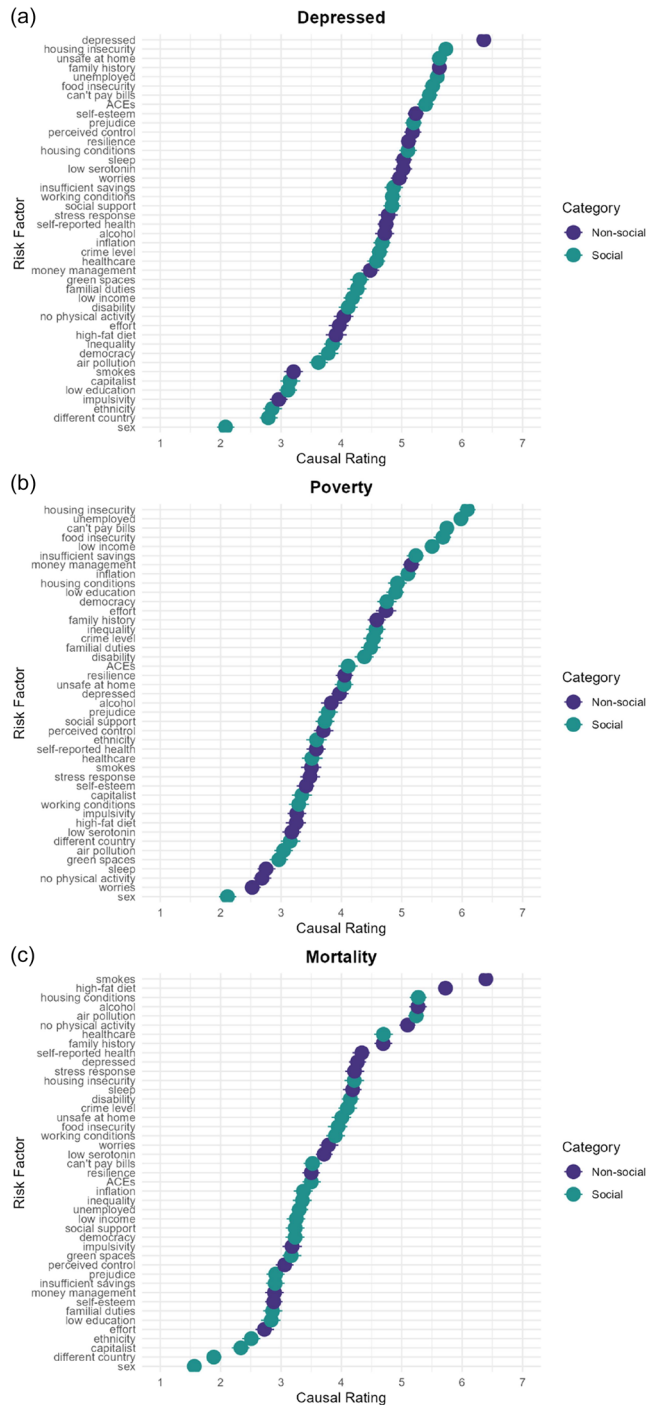 (a)
Depressed
depressed
housing insecurity
unsafe at home
family history
unemployed
food insecurity
can't pay bills
ACEs
self-esteem
prejudice
perceived control
resilience
housing conditions
sleep
low serotonin
worries
insufficient savings
working conditions
social support
stress response
self-reported health
alcohol
inflation
crime level
healthcare
money management
green spaces
familial duties
low income
disability
no physical activity
effort
high-fat diet
inequality
democracy
air pollution
smokes
capitalist
low education
impulsivity
ethnicity
different country
sex
Risk Factor
1 2 3 4 5 6 7
Causal Rating
Category
Non-social
Social
(b)
Poverty
housing insecurity
unemployed
can't pay bills
food insecurity
low income
insufficient savings
money management
inflation
housing conditions
low education
democracy
effort
family history
inequality
crime level
familial duties
disability
ACEs
resilience
unsafe at home
depressed
alcohol
prejudice
social support
perceived control
ethnicity
self-reported health
healthcare
smokes
stress response
self-esteem
capitalist
working conditions
impulsivity
high-fat diet
low serotonin
different country
air pollution
green spaces
sleep
no physical activity
worries
sex
Risk Factor
1 2 3 4 5 6 7
Causal Rating
Category
Non-social
Social
(c)
Mortality
smokes
high-fat diet
housing conditions
alcohol
air pollution
no physical activity
healthcare
family history
self-reported health
depressed
stress response
housing insecurity
sleep
disability
crime level
unsafe at home
food insecurity
working conditions
worries
low serotonin
can't pay bills
resilience
ACEs
inflation
inequality
unemployed
low income
social support
democracy
impulsivity
green spaces
perceived control
prejudice
insufficient savings
money management
self-esteem
familial duties
low education
effort
ethnicity
capitalist
different country
sex
Risk Factor
1 2 3 4 5 6 7
Causal Rating
Category
Non-social
Social